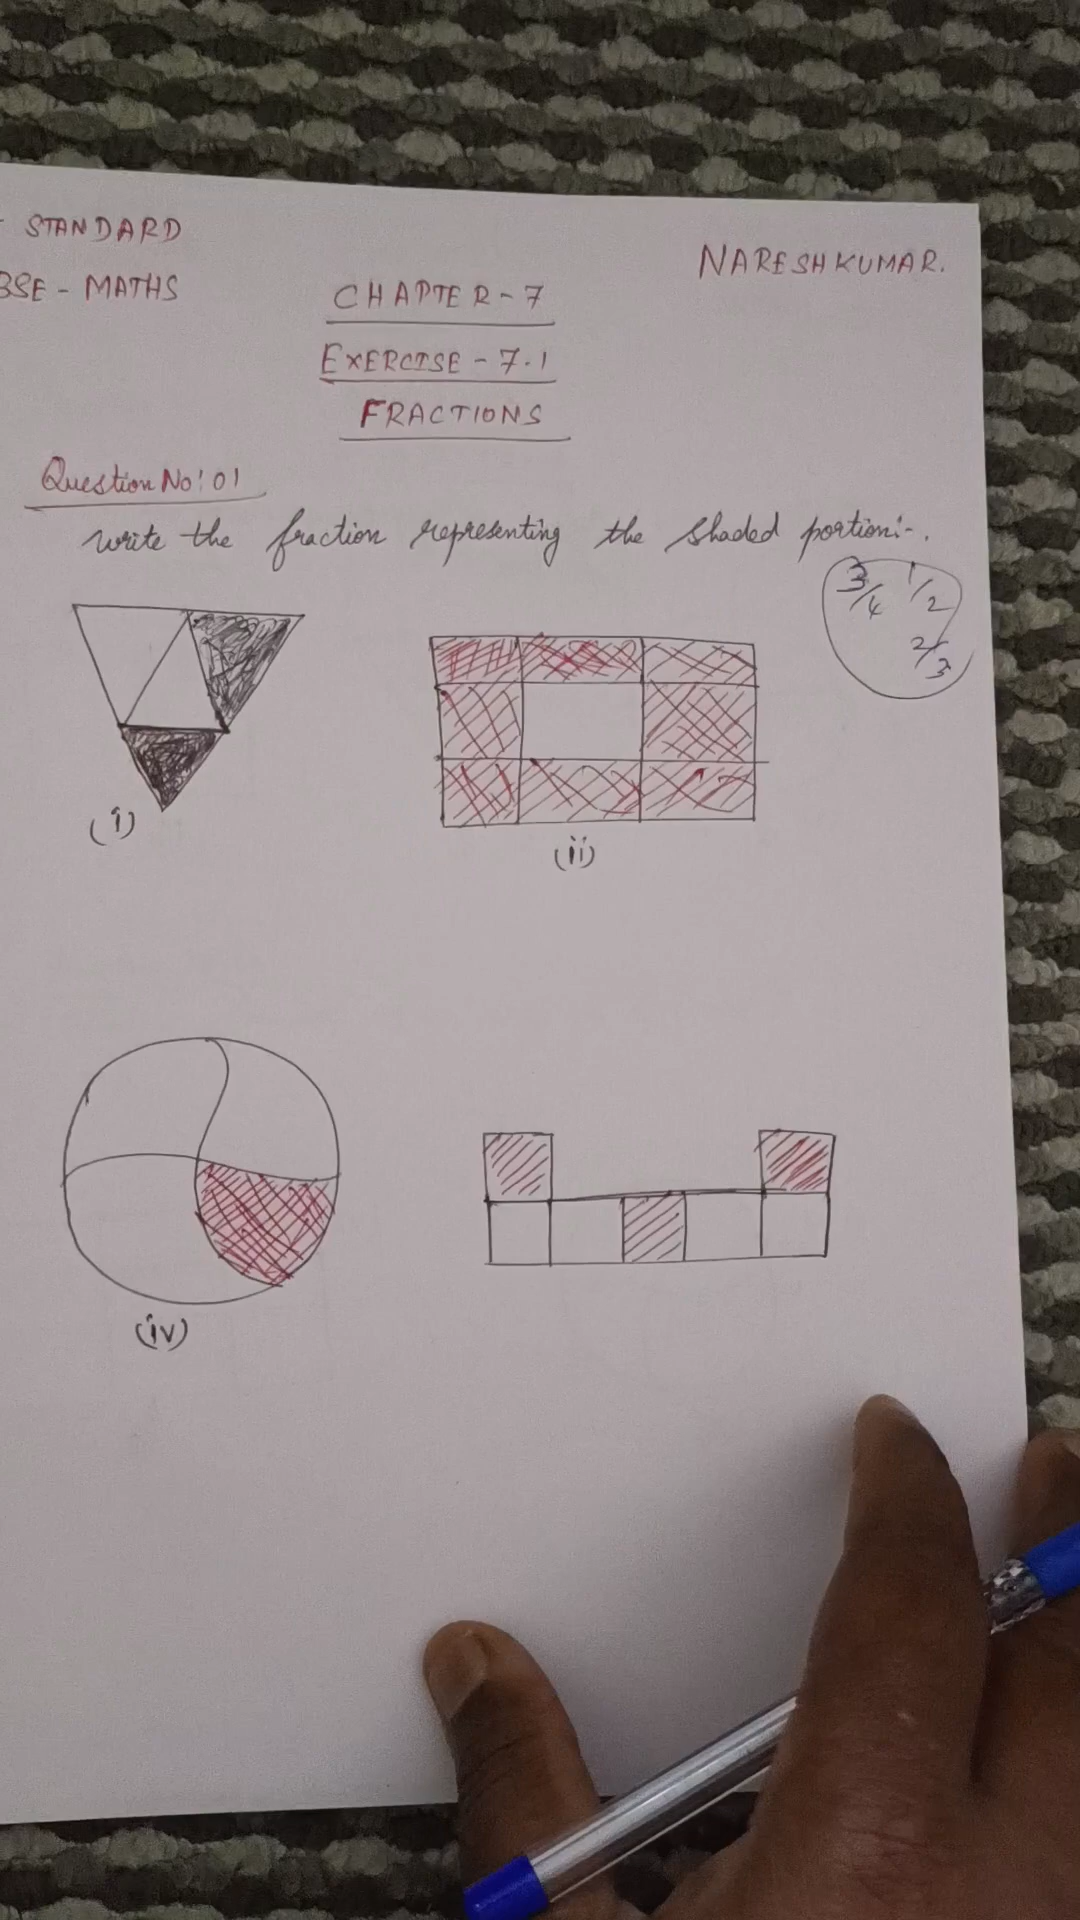 STANDARD
BSE - MATHS
NARESH KUMAR.
CHAPTER - 7
EXERCISE - 7.1
FRACTIONS
Question No: 01
write the fraction representing the shaded portion:-.
3/4 1/2
2/3
(i)
(ii)
(iv)